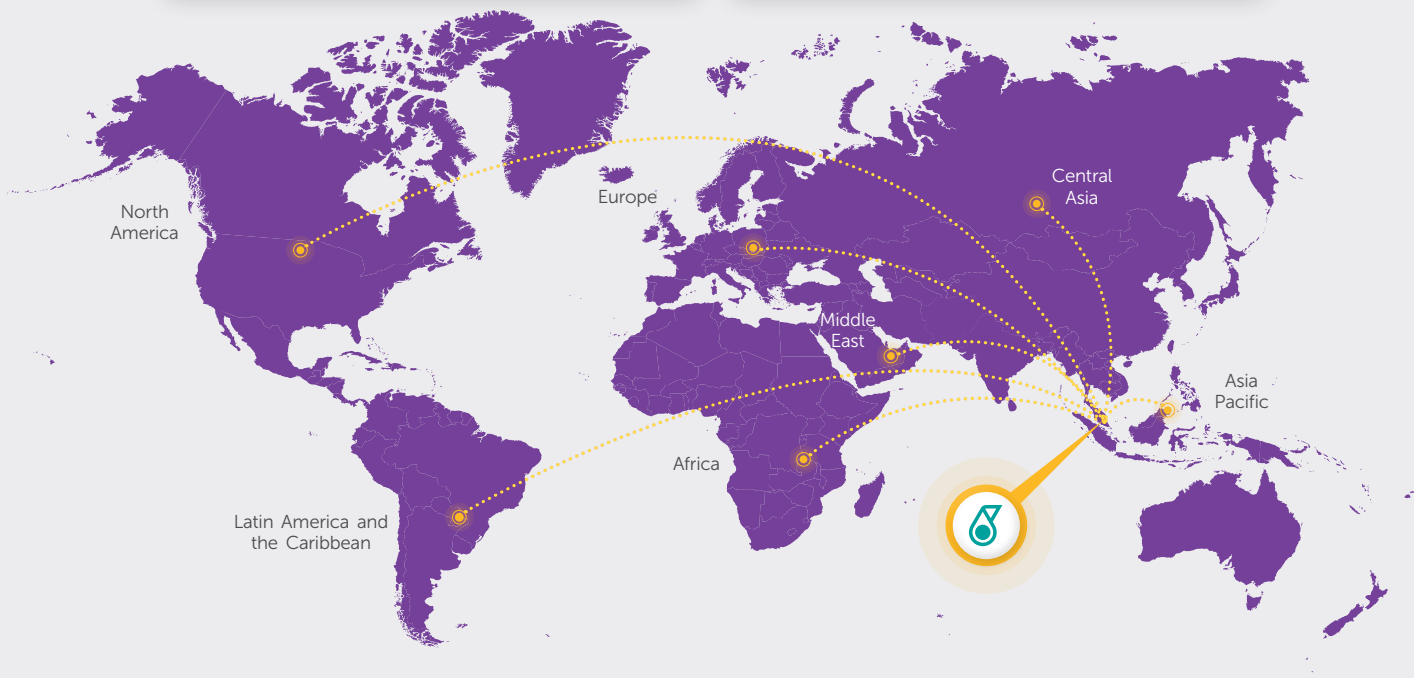 North
America
Europe
Central
Asia
Middle
East
Asia
Pacific
Africa
Latin America and
the Caribbean